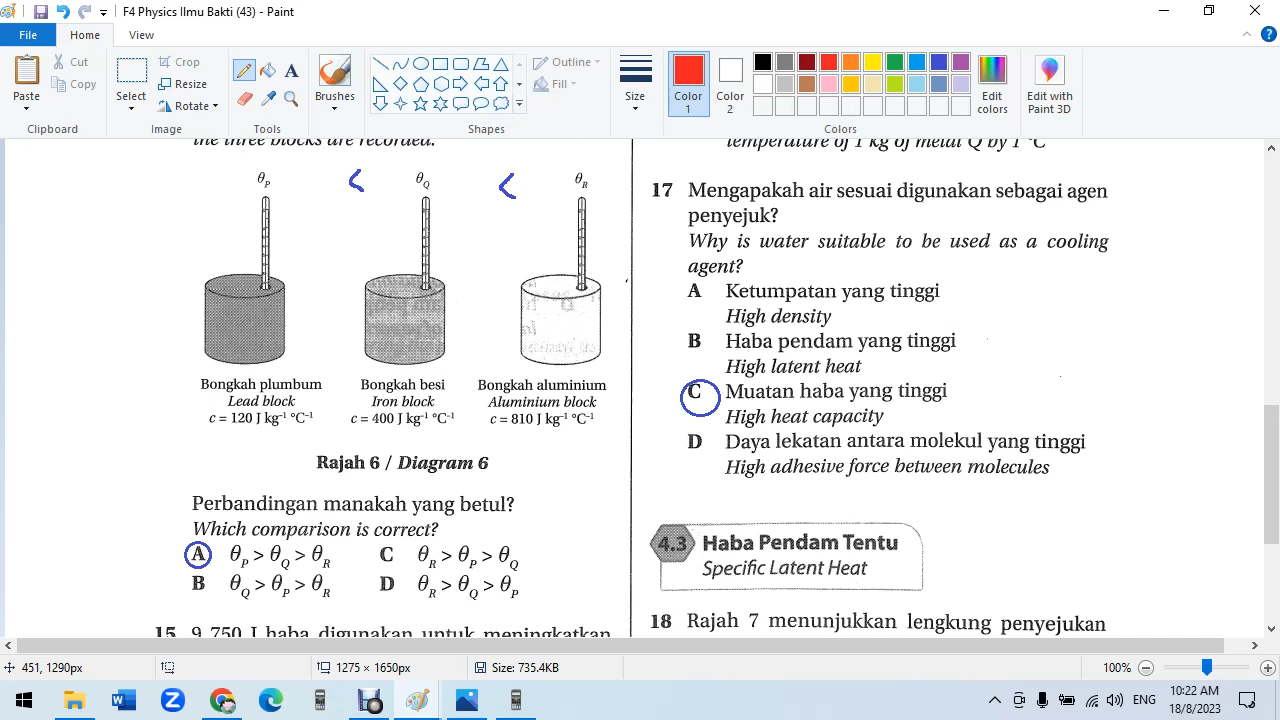 F4 Physics Ilmu Bakti (43) - Paint
File
Home
View
Paste
Cut
Copy
Clipboard
Select
Crop
Resize
Rotate
Image
A
Tools
Brushes
Shapes
Outline
Fill
Size
Color 1
Color 2
Edit colors
Edit with Paint 3D
Colors
the three blocks are recorded.
θP < θQ < θR
Bongkah plumbum
Lead block
c = 120 J kg⁻¹ °C⁻¹
Bongkah besi
Iron block
c = 400 J kg⁻¹ °C⁻¹
Bongkah aluminium
Aluminium block
c = 810 J kg⁻¹ °C⁻¹
Rajah 6 / Diagram 6
Perbandingan manakah yang betul?
Which comparison is correct?
A θP > θQ > θR C θR > θP > θQ
B θQ > θP > θR D θR > θQ > θP
15 9 750 J haba digunakan untuk meningkatkan
temperature of 1 kg of metal Q by 1 °C
17 Mengapakah air sesuai digunakan sebagai agen
penyejuk?
Why is water suitable to be used as a cooling
agent?
A Ketumpatan yang tinggi
High density
B Haba pendam yang tinggi
High latent heat
C Muatan haba yang tinggi
High heat capacity
D Daya lekatan antara molekul yang tinggi
High adhesive force between molecules
4.3 Haba Pendam Tentu
Specific Latent Heat
18 Rajah 7 menunjukkan lengkung penyejukan
451, 1290px
1275 × 1650px
Size: 735.4KB
100%
ENG
10:22 AM
18/8/2023